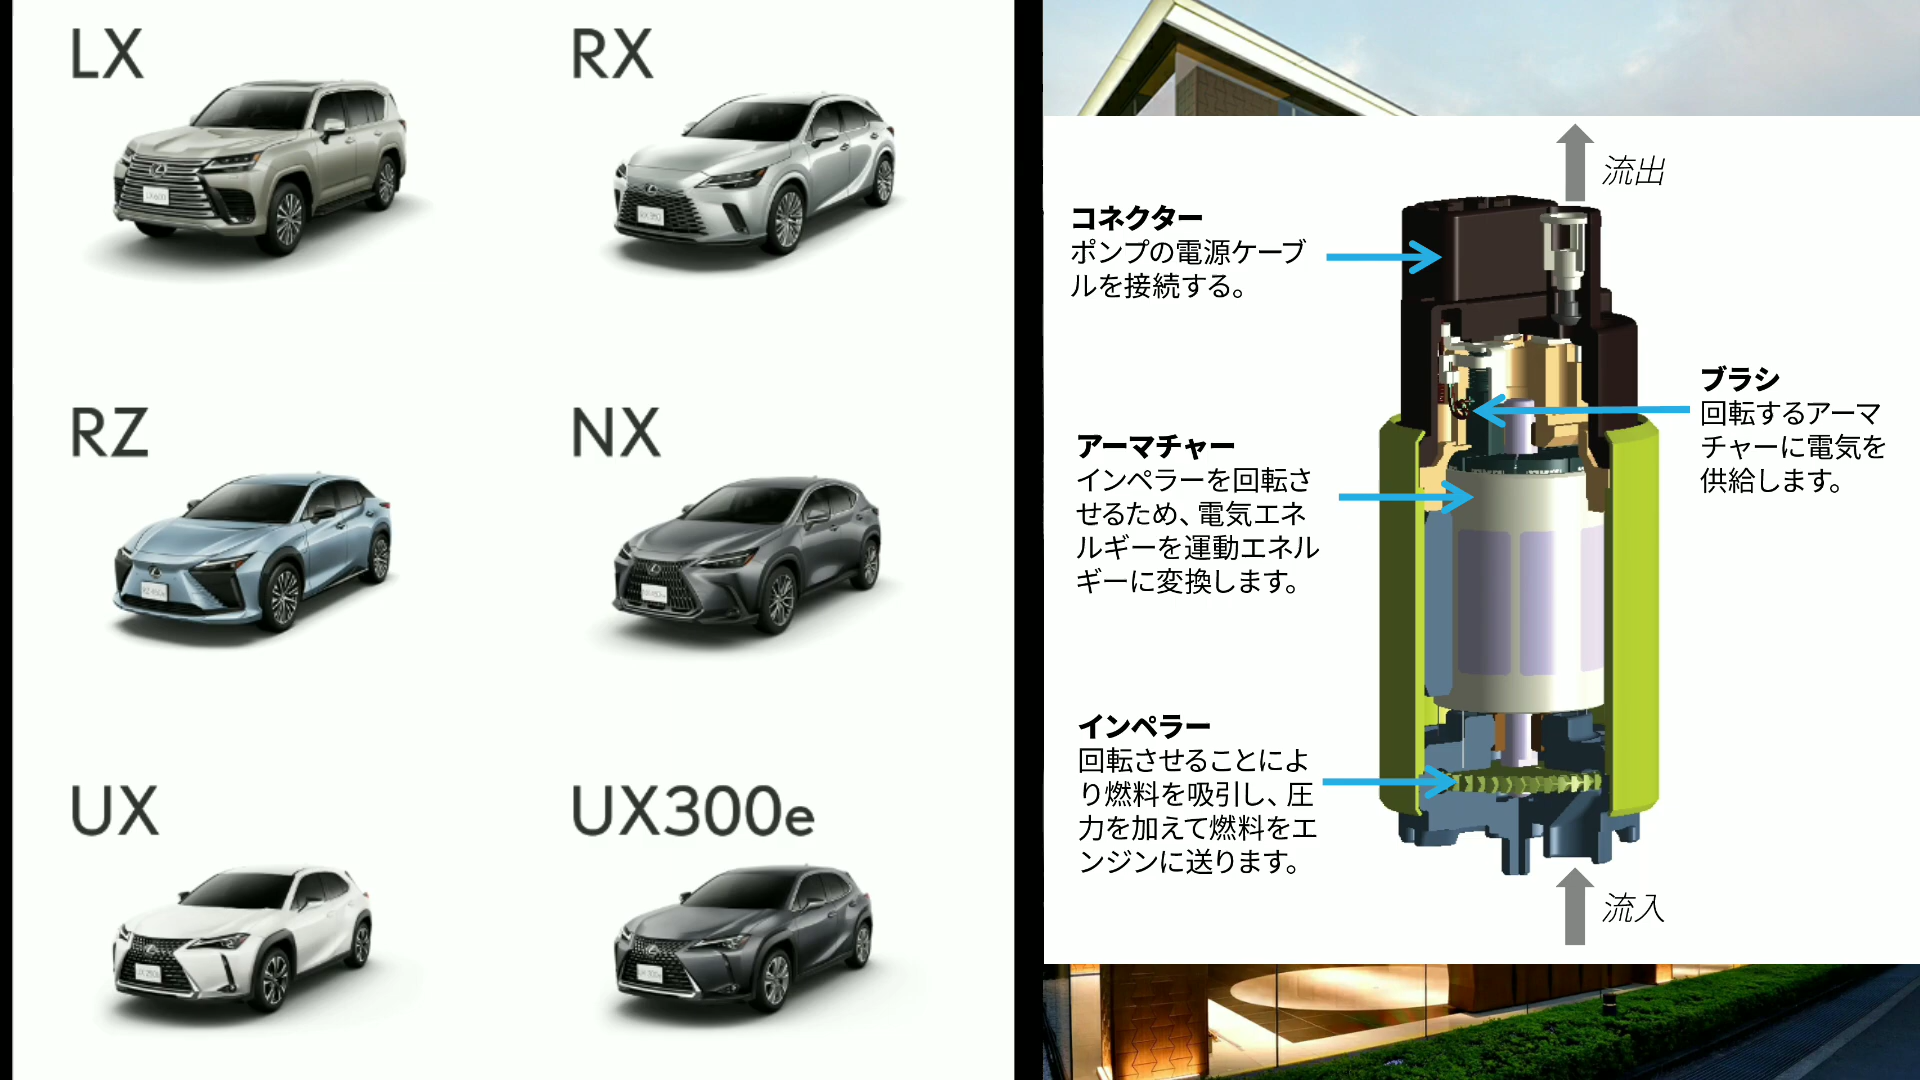 LX
RX
RZ
NX
UX
UX300e
流出
コネクター
ポンプの電源ケーブ
ルを接続する。
ブラシ
回転するアーマ
チャーに電気を
供給します。
アーマチャー
インペラーを回転さ
せるため、電気エネ
ルギーを運動エネル
ギーに変換します。
インペラー
回転させることによ
り燃料を吸引し、圧
力を加えて燃料をエ
ンジンに送ります。
流入